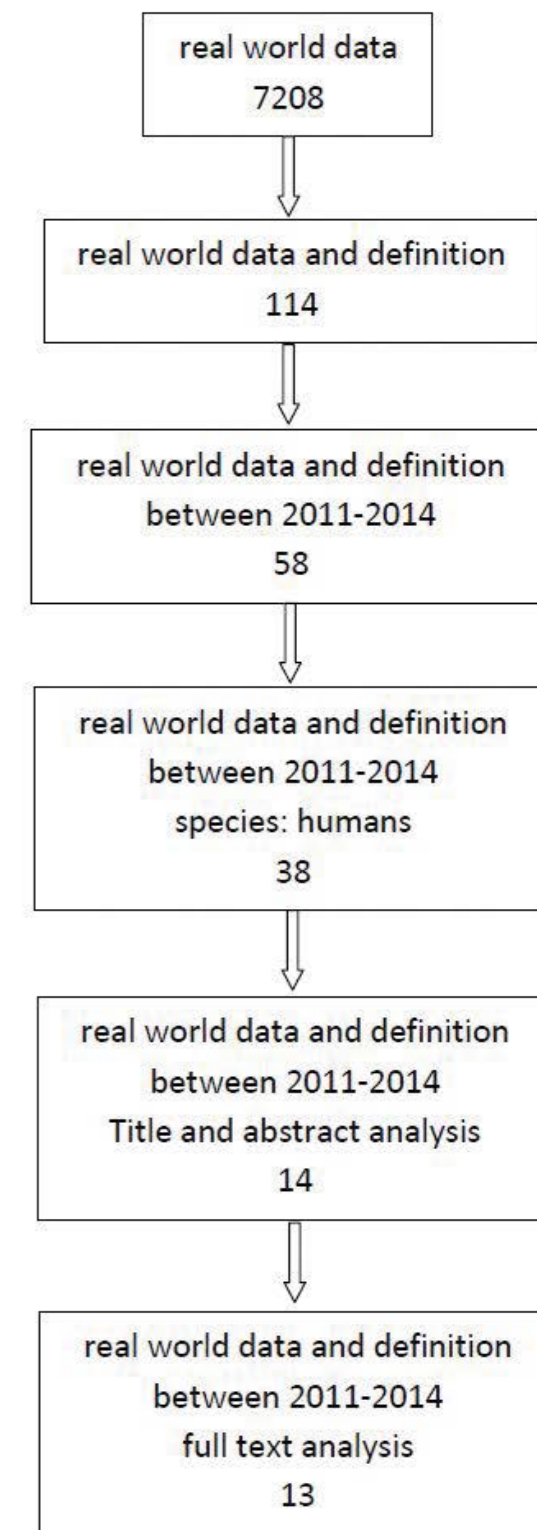 real world data
7208
real world data and definition
114
real world data and definition
between 2011-2014
58
real world data and definition
between 2011-2014
species: humans
38
real world data and definition
between 2011-2014
Title and abstract analysis
14
real world data and definition
between 2011-2014
full text analysis
13